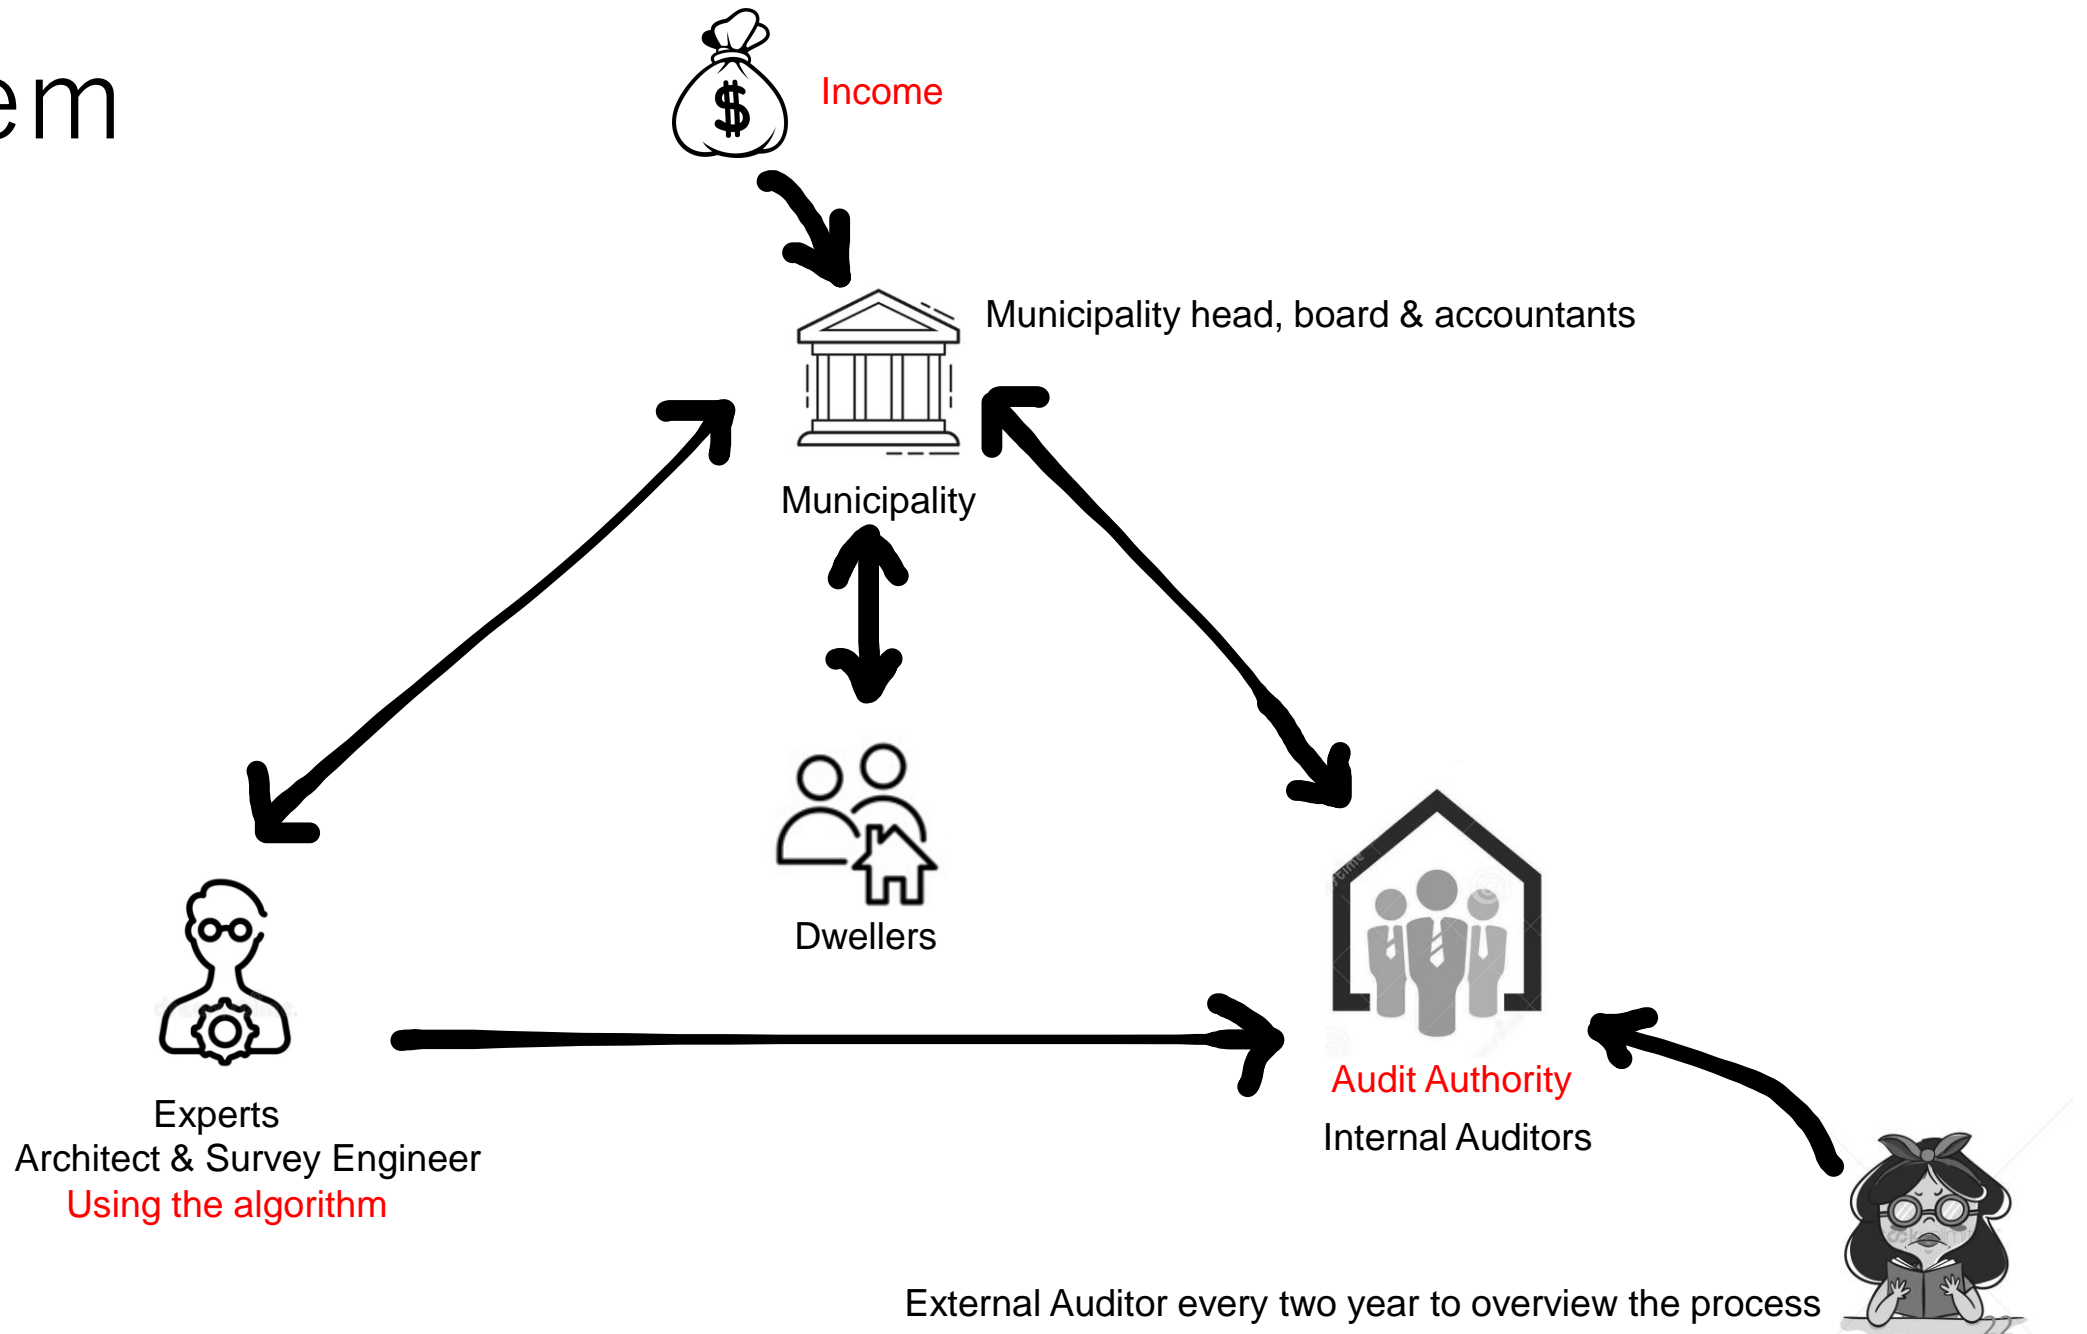 em
Income
$
Municipality head, board & accountants
Municipality
Dwellers
Audit Authority
Internal Auditors
Experts
Architect & Survey Engineer
Using the algorithm
External Auditor every two year to overview the process